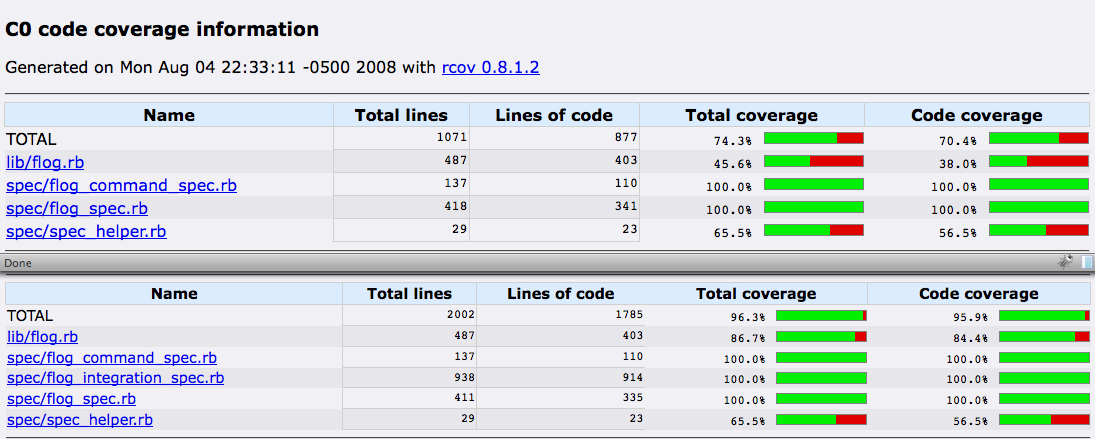 C0 code coverage information
Generated on Mon Aug 04 22:33:11 -0500 2008 with rcov 0.8.1.2
Name Total lines Lines of code Total coverage Code coverage
TOTAL 1071 877 74.3% 70.4%
lib/flog.rb 487 403 45.6% 38.0%
spec/flog_command_spec.rb 137 110 100.0% 100.0%
spec/flog_spec.rb 418 341 100.0% 100.0%
spec/spec_helper.rb 29 23 65.5% 56.5%
Done
Name Total lines Lines of code Total coverage Code coverage
TOTAL 2002 1785 96.3% 95.9%
lib/flog.rb 487 403 86.7% 84.4%
spec/flog_command_spec.rb 137 110 100.0% 100.0%
spec/flog_integration_spec.rb 938 914 100.0% 100.0%
spec/flog_spec.rb 411 335 100.0% 100.0%
spec/spec_helper.rb 29 23 65.5% 56.5%